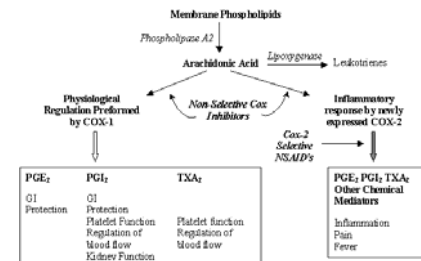 Membrane Phospholipids
Phospholipase A2
Lipoxygenase
Arachidonic Acid
Leukotrienes
Physiological
Regulation Preformed
by COX-1
Non-Selective Cox
Inhibitors
Inflammatory
response by newly
expressed COX-2
Cox-2
Selective
NSAID's
PGE₂ PGI₂ TXA₂
GI
Protection
GI
Protection
Platelet Function
Regulation of
blood flow
Kidney Function
Platelet function
Regulation of
blood flow
PGE₂ PGI₂ TXA₂
Other Chemical
Mediators
Inflammation
Pain
Fever